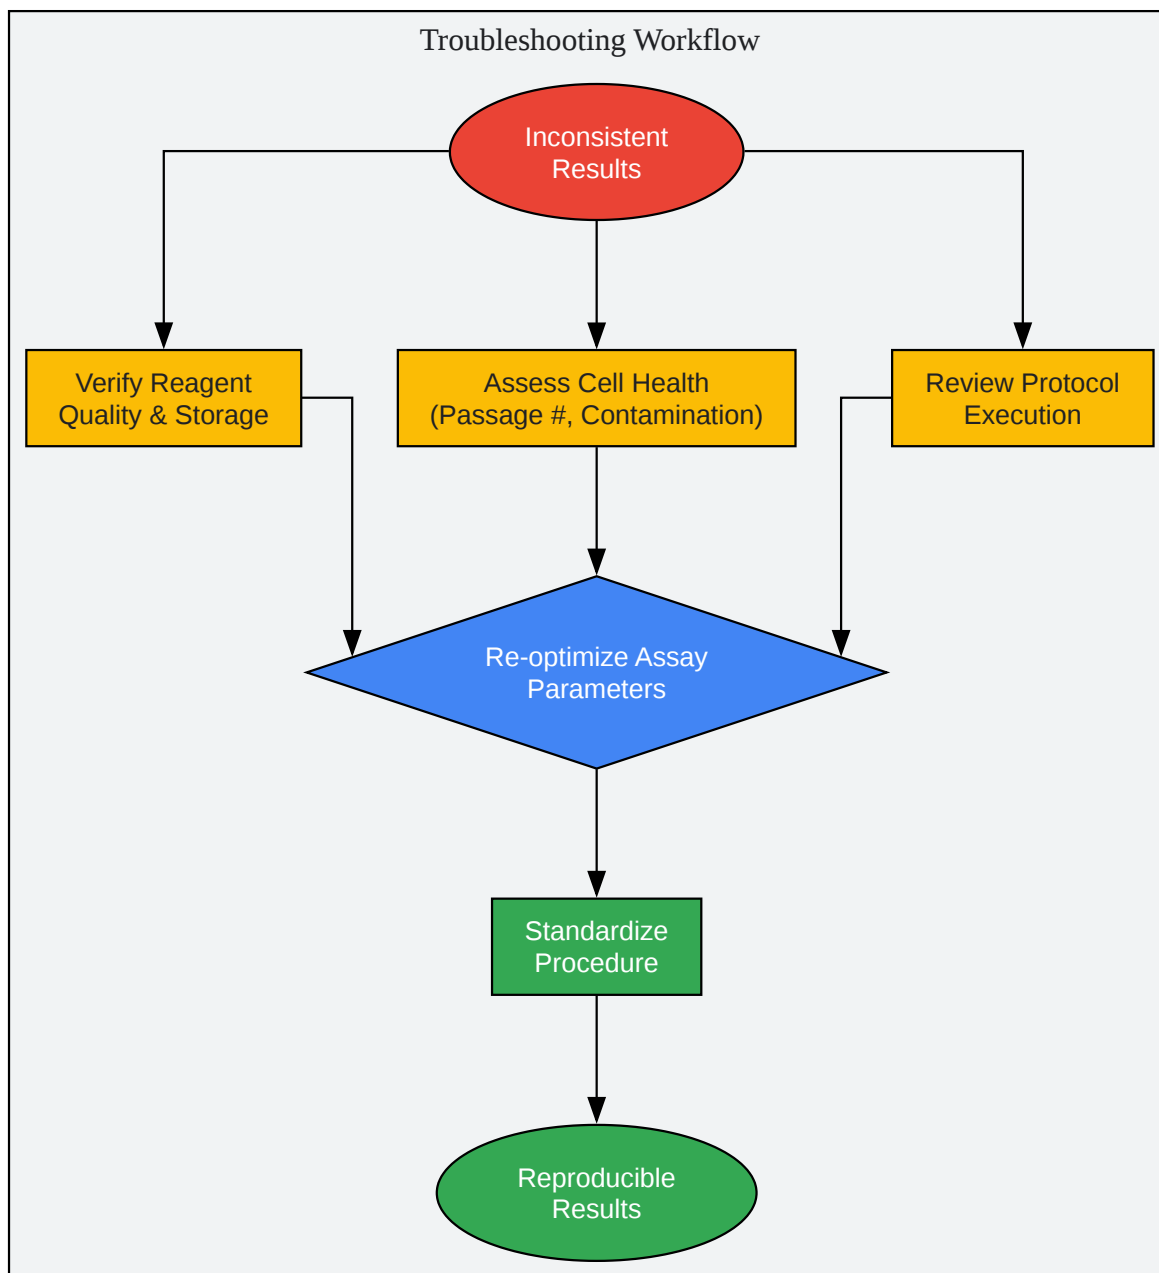 Troubleshooting Workflow
Inconsistent
Results
Verify Reagent
Quality & Storage
Assess Cell Health
(Passage #, Contamination)
Review Protocol
Execution
Re-optimize Assay
Parameters
Standardize
Procedure
Reproducible
Results